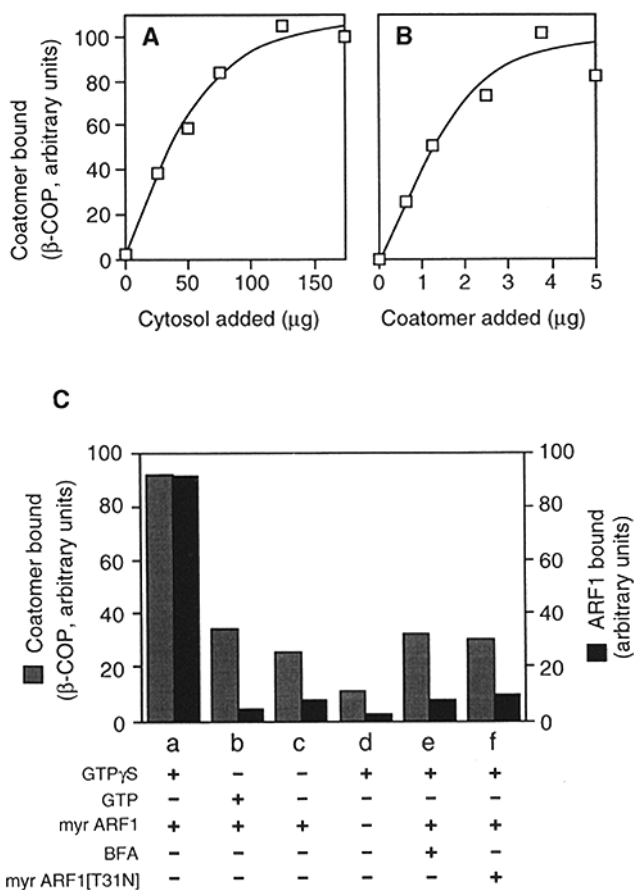 A
B
Coatomer bound
(β-COP, arbitrary units)
100
80
60
40
20
0
0 50 100 150
Cytosol added (µg)
0 1 2 3 4 5
Coatomer added (µg)
C
Coatomer bound
(β-COP, arbitrary units)
100
80
60
40
20
0
100
80
60
40
20
0
ARF1 bound
(arbitrary units)
a b c d e f
GTPγS + − − + + +
GTP − + − − − −
myr ARF1 + + + − + +
BFA − − − − + −
myr ARF1[T31N] − − − − − +